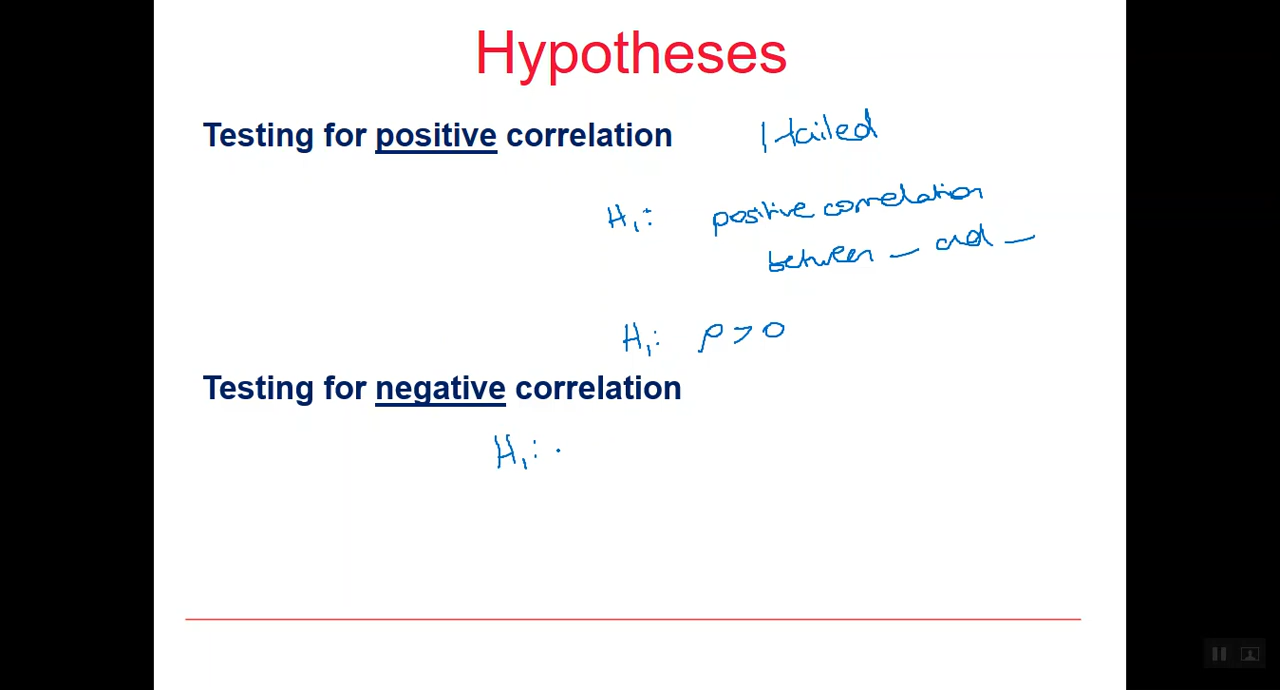 Hypotheses
Testing for positive correlation
1 tailed
H₁: positive correlation
between _ and _
H₁: ρ > 0
Testing for negative correlation
H₁: